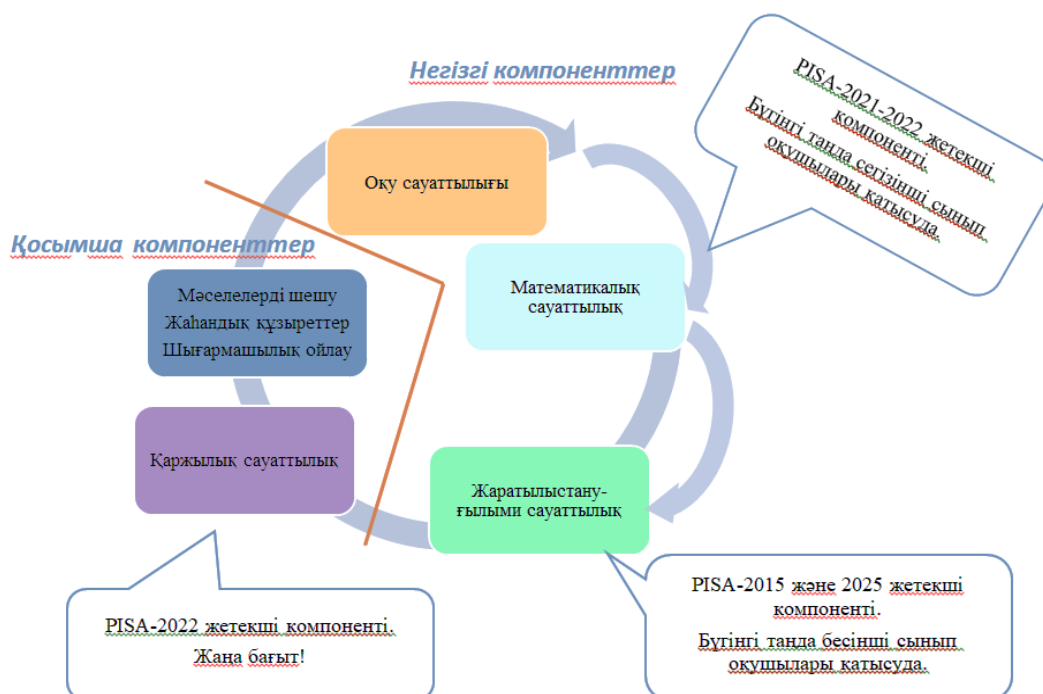 Негізгі компоненттер
PISA-2021-2022 жетекші
компоненті.
Бүгінгі таңда сегізінші сынып
оқушылары қатысуда.
Оқу сауаттылығы
Қосымша компоненттер
Математикалық
сауаттылық
Мәселелерді шешу
Жаһандық құзыреттер
Шығармашылық ойлау
Қаржылық сауаттылық
Жаратылыстану-
ғылыми сауаттылық
PISA-2022 жетекші компоненті.
Жаңа бағыт!
PISA-2015 және 2025 жетекші
компоненті.
Бүгінгі таңда бесінші сынып
оқушылары қатысуда.